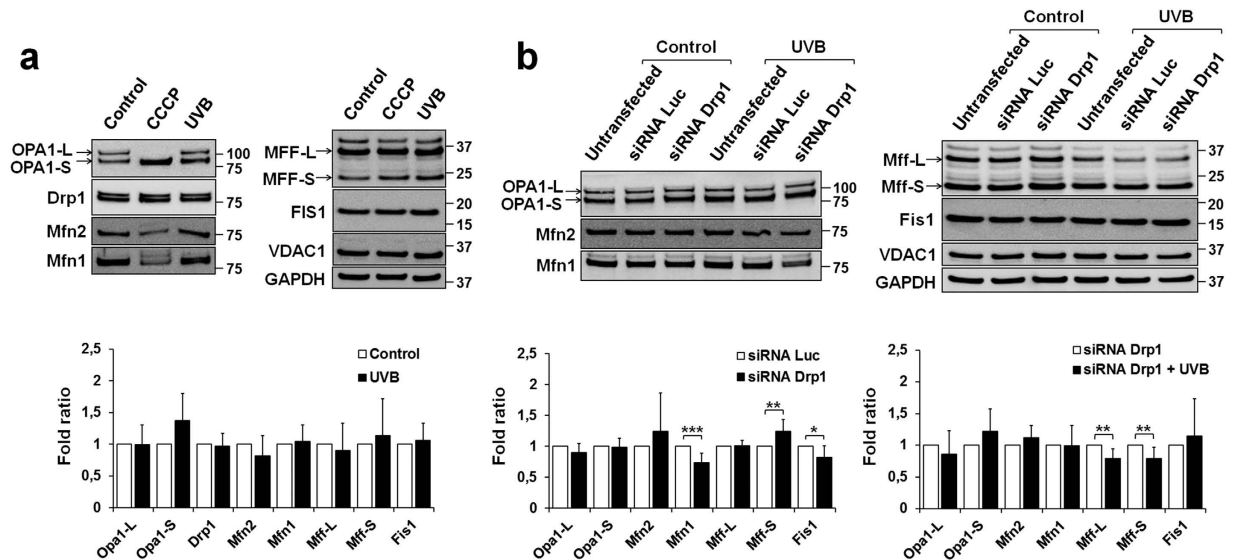 a
Control
CCCP
UVB
OPA1-L
OPA1-S
100
75
Drp1
75
Mfn2
75
Mfn1
75
Control
CCCP
UVB
MFF-L
37
MFF-S
25
FIS1
20
15
VDAC1
37
GAPDH
37
b
Control
UVB
Untransfected
siRNA Luc
siRNA Drp1
Untransfected
siRNA Luc
siRNA Drp1
OPA1-L
OPA1-S
100
75
Mfn2
75
Mfn1
75
Control
UVB
Untransfected
siRNA Luc
siRNA Drp1
Untransfected
siRNA Luc
siRNA Drp1
Mff-L
37
Mff-S
25
Fis1
20
15
VDAC1
37
GAPDH
37
Fold ratio
2,5
2
1,5
1
0,5
0
Control
UVB
Opa1-L
Opa1-S
Drp1
Mfn2
Mfn1
Mff-L
Mff-S
Fis1
Fold ratio
2,5
2
1,5
1
0,5
0
siRNA Luc
siRNA Drp1
***
**
*
Opa1-L
Opa1-S
Mfn2
Mfn1
Mff-L
Mff-S
Fis1
Fold ratio
2,5
2
1,5
1
0,5
0
siRNA Drp1
siRNA Drp1 + UVB
**
**
Opa1-L
Opa1-S
Mfn2
Mfn1
Mff-L
Mff-S
Fis1